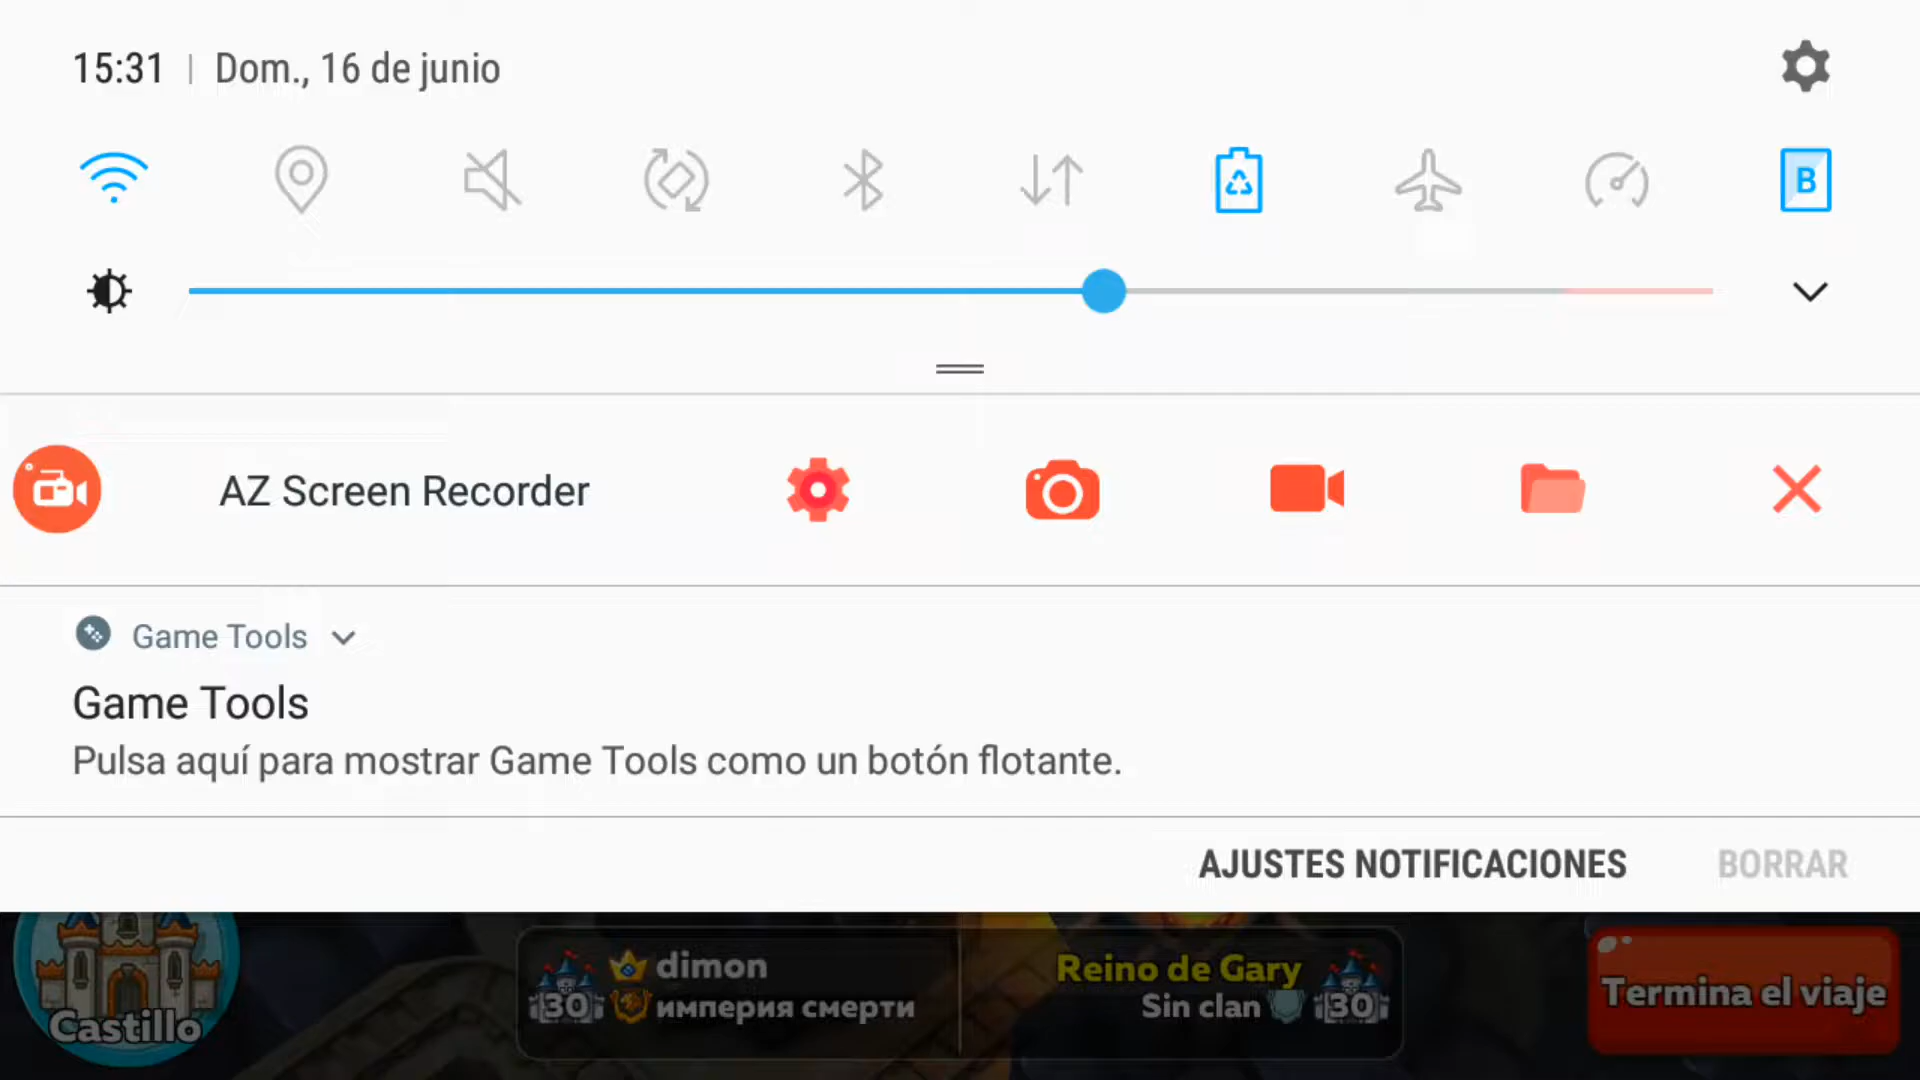 15:31 | Dom., 16 de junio
B
AZ Screen Recorder
Game Tools
Game Tools
Pulsa aquí para mostrar Game Tools como un botón flotante.
AJUSTES NOTIFICACIONES
BORRAR
Castillo
30
dimon
империя смерти
Reino de Gary
Sin clan
30
Termina el viaje